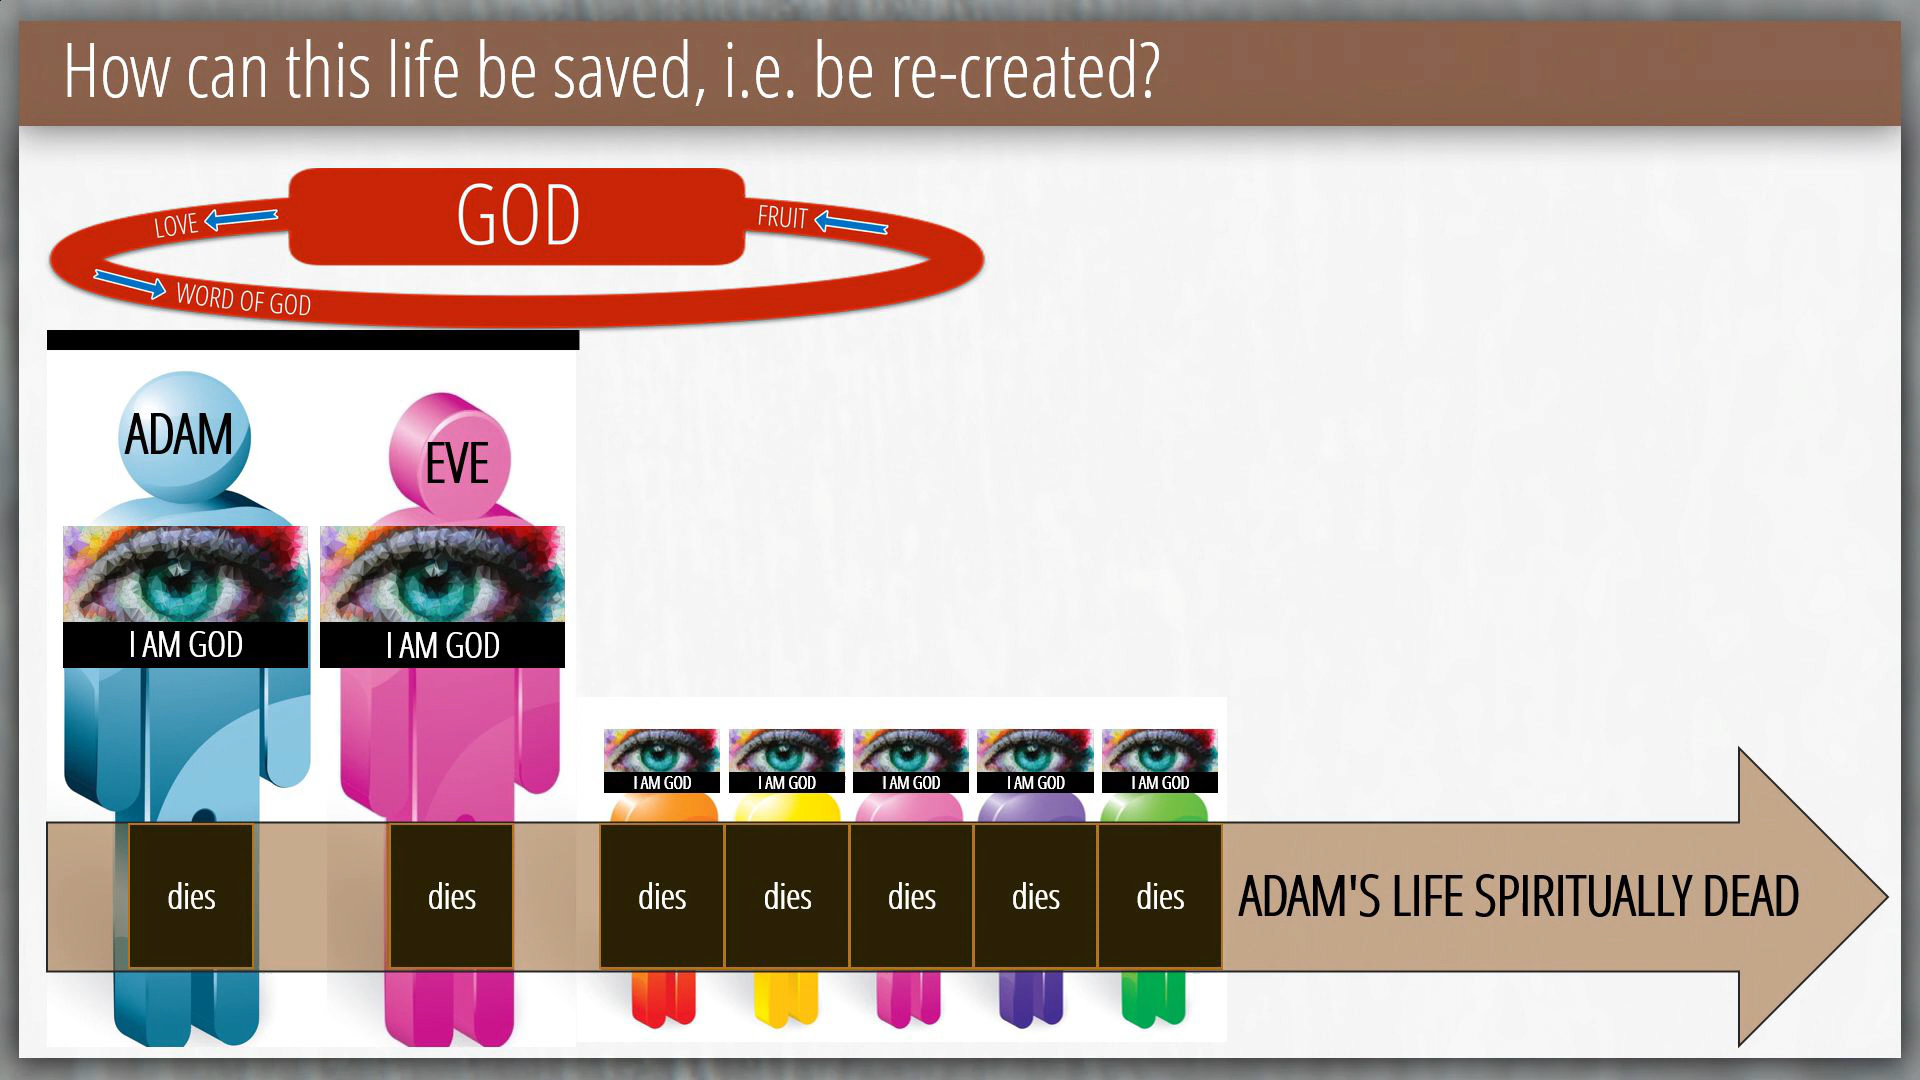 How can this life be saved, i.e. be re-created?
GOD
LOVE
FRUIT
WORD OF GOD
ADAM
EVE
I AM GOD
I AM GOD
I AM GOD
I AM GOD
I AM GOD
I AM GOD
I AM GOD
dies
dies
dies
dies
dies
dies
dies
ADAM'S LIFE SPIRITUALLY DEAD